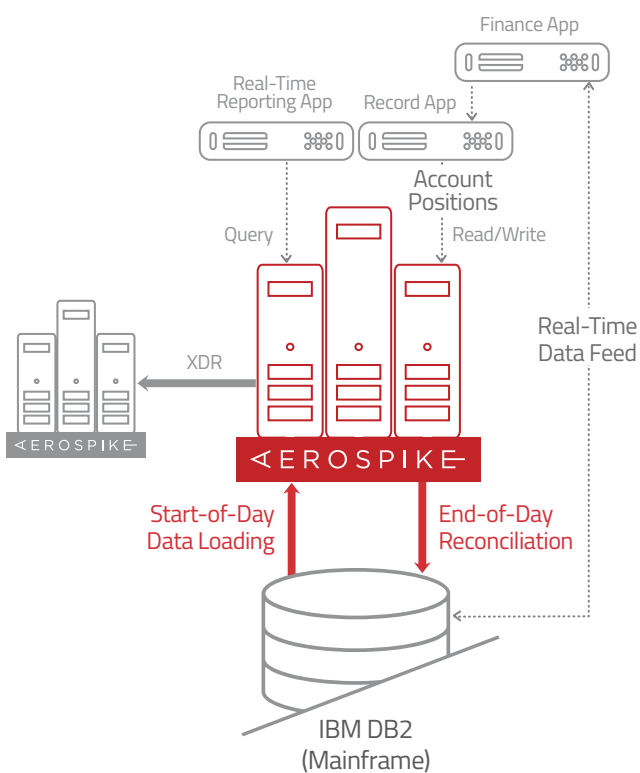 Finance App
Real-Time
Reporting App
Record App
Account
Positions
Query
Read/Write
Real-Time
Data Feed
XDR
AEROSPIKE
AEROSPIKE
Start-of-Day
Data Loading
End-of-Day
Reconciliation
IBM DB2
(Mainframe)